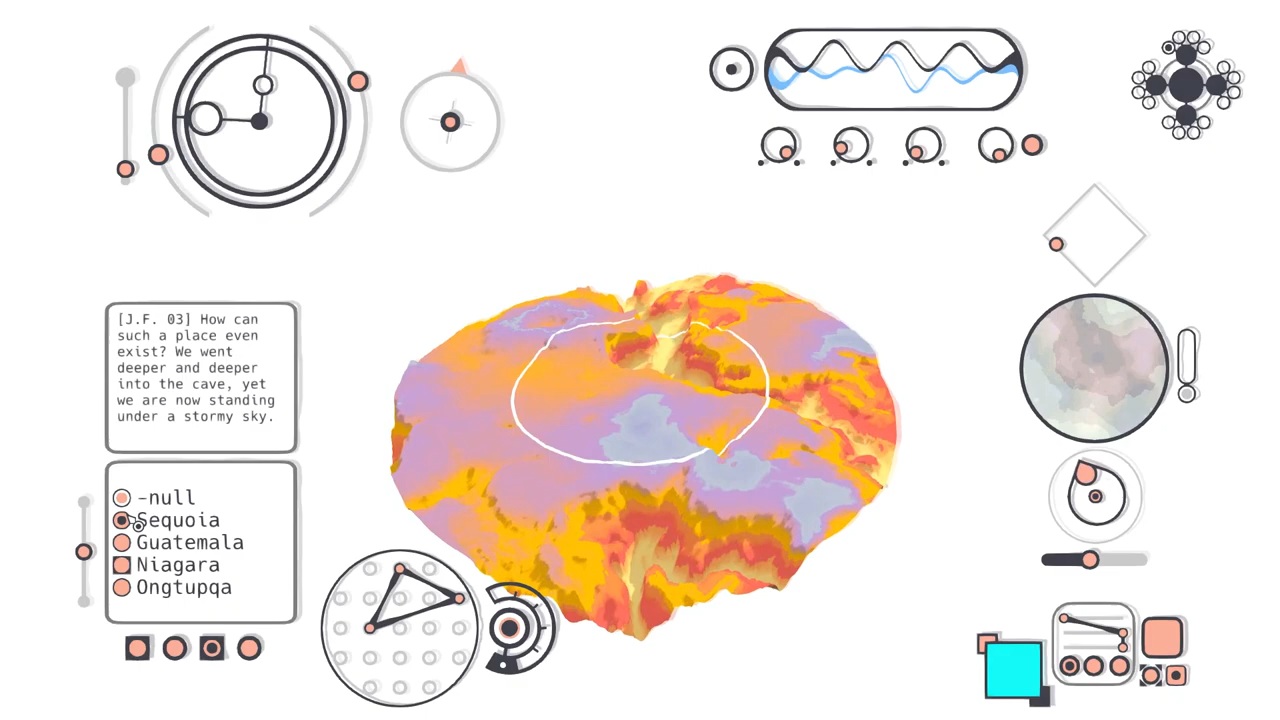 [J.F. 03] How can
such a place even
exist? We went
deeper and deeper
into the cave, yet
we are now standing
under a stormy sky.
-null
Sequoia
Guatemala
Niagara
Ongtupqa